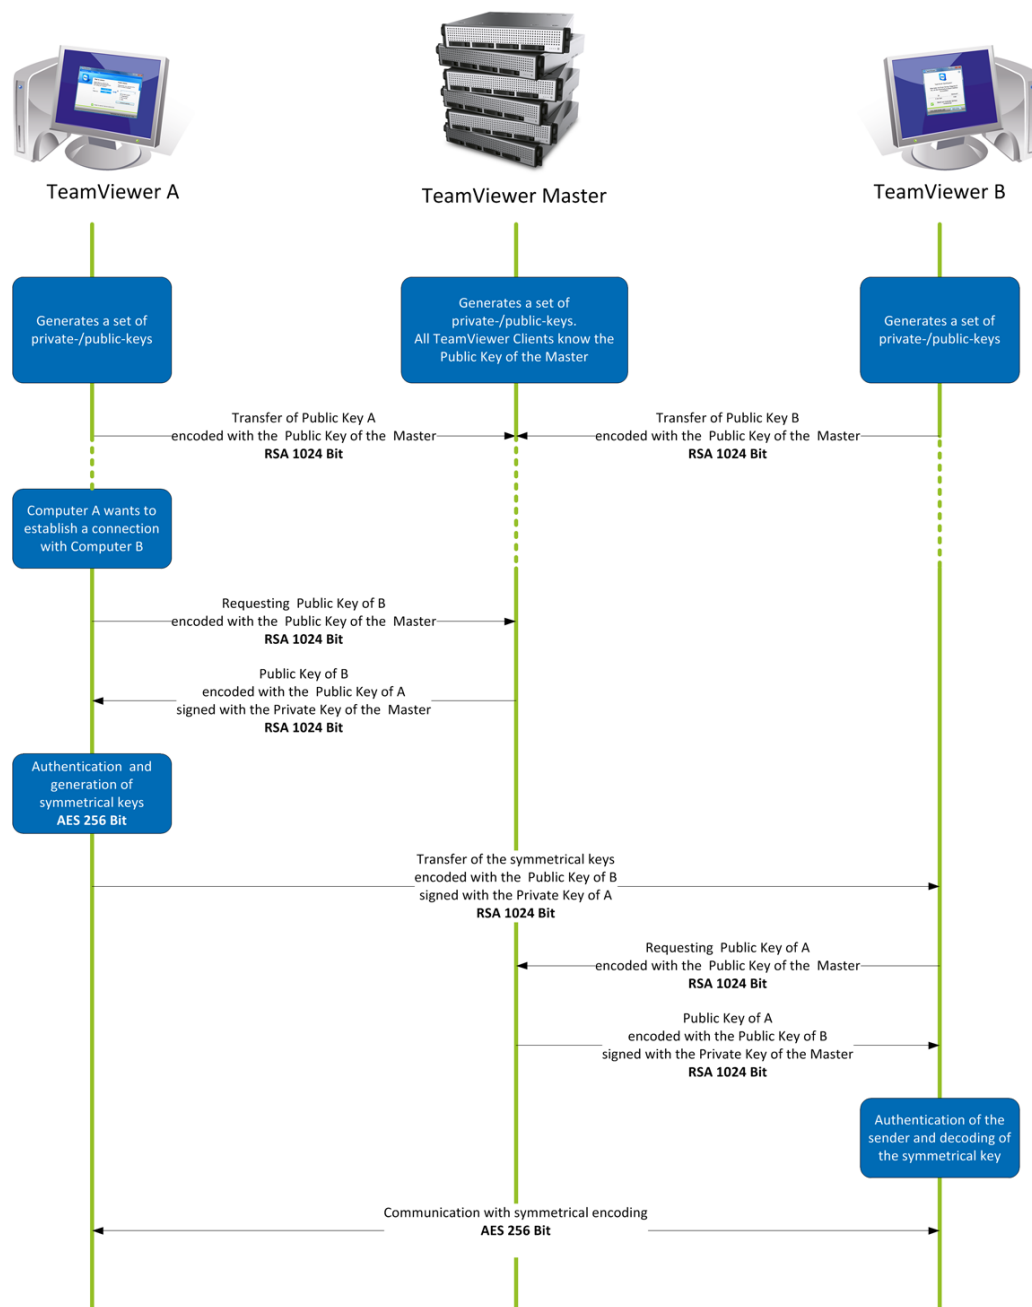 TeamViewer A
TeamViewer Master
TeamViewer B
Generates a set of
private-/public-keys
Generates a set of
private-/public-keys.
All TeamViewer Clients know the
Public Key of the Master
Generates a set of
private-/public-keys
Transfer of Public Key A
encoded with the Public Key of the Master
RSA 1024 Bit
Transfer of Public Key B
encoded with the Public Key of the Master
RSA 1024 Bit
Computer A wants to
establish a connection
with Computer B
Requesting Public Key of B
encoded with the Public Key of the Master
RSA 1024 Bit
Public Key of B
encoded with the Public Key of A
signed with the Private Key of the Master
RSA 1024 Bit
Authentication and
generation of
symmetrical keys
AES 256 Bit
Transfer of the symmetrical keys
encoded with the Public Key of B
signed with the Private Key of A
RSA 1024 Bit
Requesting Public Key of A
encoded with the Public Key of the Master
RSA 1024 Bit
Public Key of A
encoded with the Public Key of B
signed with the Private Key of the Master
RSA 1024 Bit
Authentication of the
sender and decoding of
the symmetrical key
Communication with symmetrical encoding
AES 256 Bit